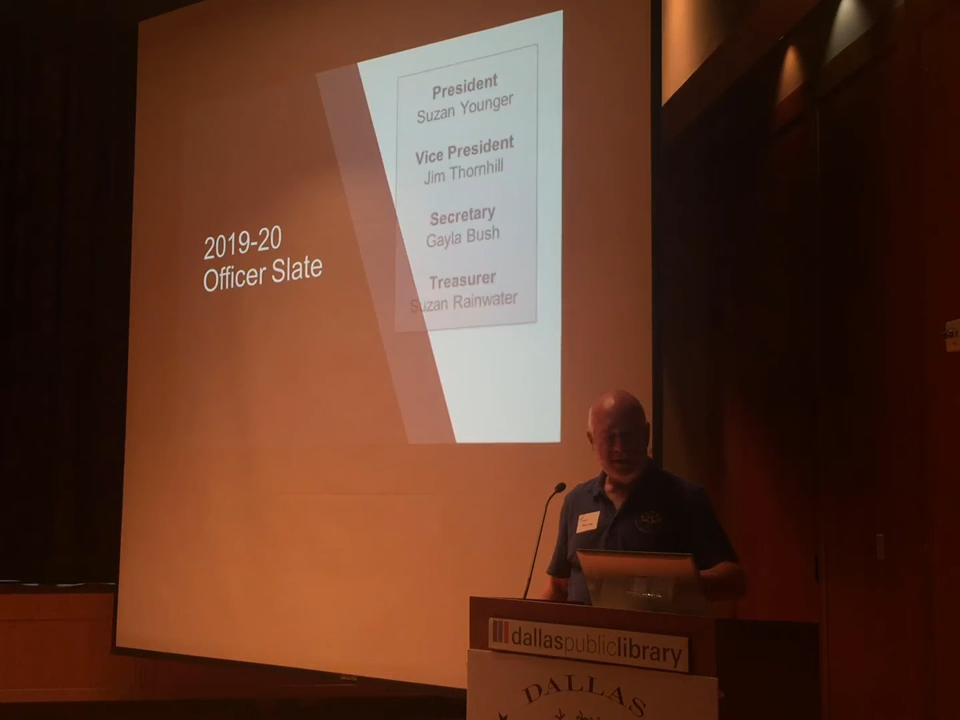 2019-20
Officer Slate
President
Suzan Younger
Vice President
Jim Thornhill
Secretary
Gayla Bush
Treasurer
Suzan Rainwater
dallaspubliclibrary
DALLAS